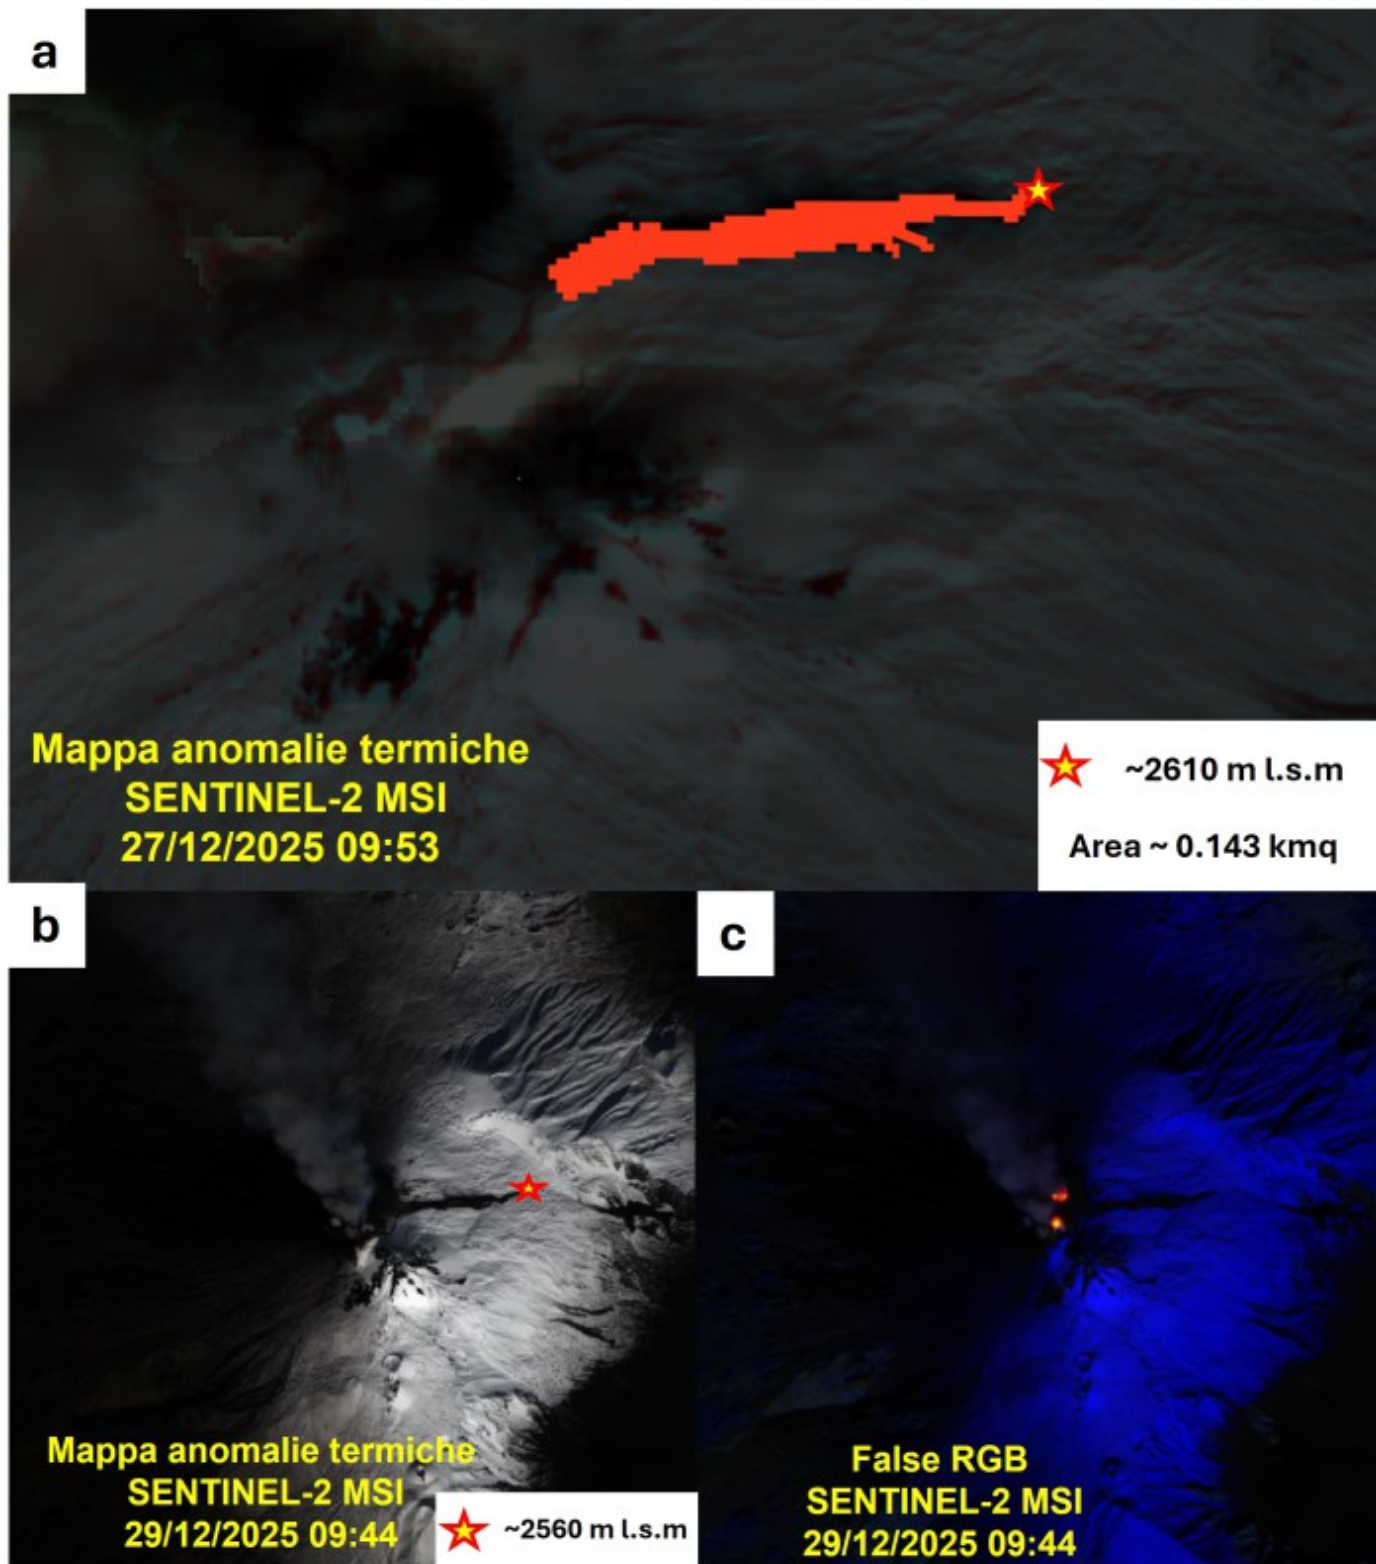 a
Mappa anomalie termiche
SENTINEL-2 MSI
27/12/2025 09:53
~2610 m l.s.m
Area ~ 0.143 kmq
b
Mappa anomalie termiche
SENTINEL-2 MSI
29/12/2025 09:44
~2560 m l.s.m
c
False RGB
SENTINEL-2 MSI
29/12/2025 09:44